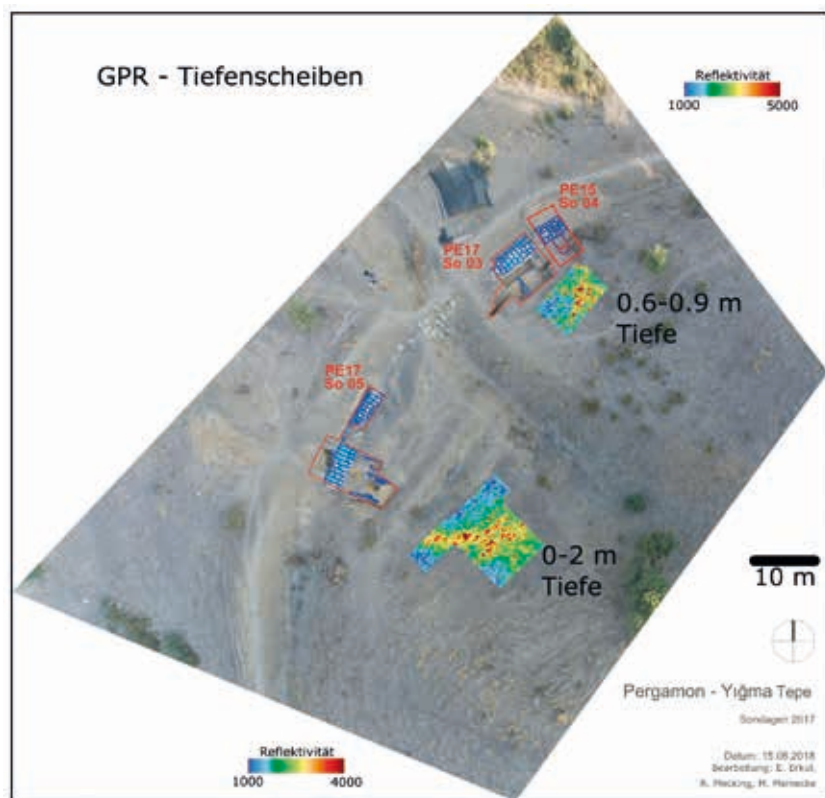 GPR - Tiefenscheiben
Reflektivität
1000 5000
PE15
So 04
PE17
So 03
0.6-0.9 m
Tiefe
PE17
So 05
0-2 m
Tiefe
10 m
Pergamon - Yığma Tepe
Sondagen 2017
Datum: 15.08.2018
Bearbeitung: E. Erkul,
R. Mecking, M. Meinecke
Reflektivität
1000 4000